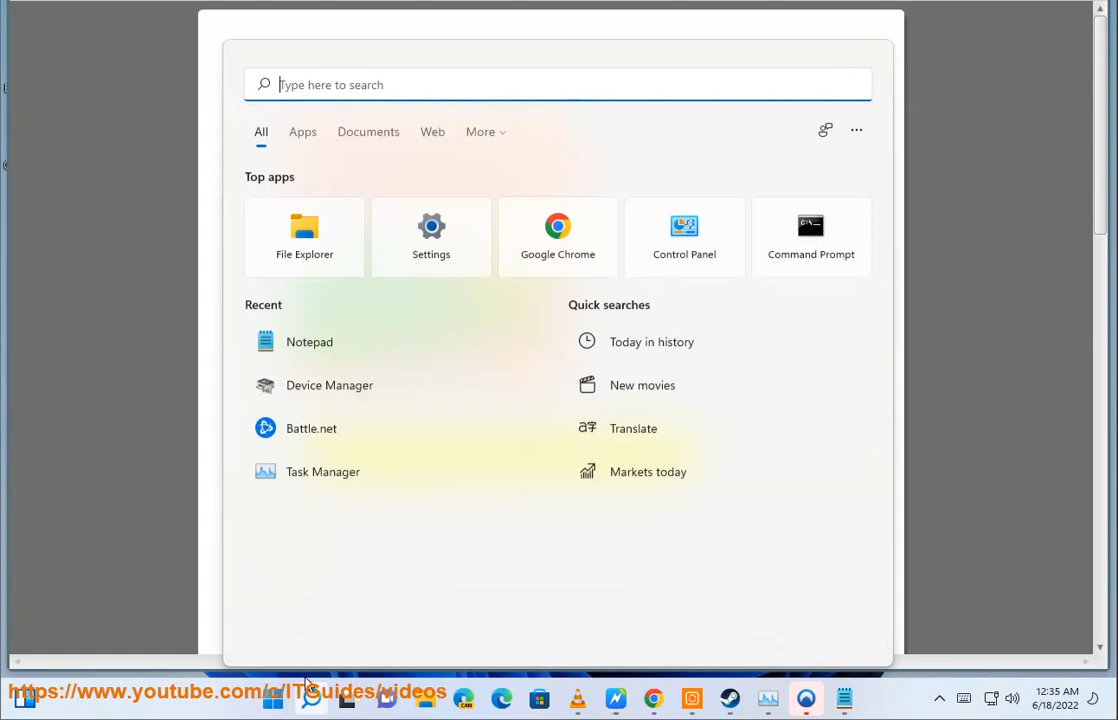 Type here to search
All Apps Documents Web More
Top apps
File Explorer Settings Google Chrome Control Panel Command Prompt
Recent
Notepad
Device Manager
Battle.net
Task Manager
Quick searches
Today in history
New movies
Translate
Markets today
https://www.youtube.com/c/ITGuides/videos
CAN
12:35 AM
6/18/2022